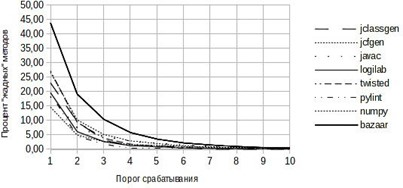 Процент "жадных" методов
50,00
45,00
40,00
35,00
30,00
25,00
20,00
15,00
10,00
5,00
0,00
1 2 3 4 5 6 7 8 9 10
Порог срабатывания
jclassgen
jcfgen
javac
logilab
twisted
pylint
numpy
bazaar